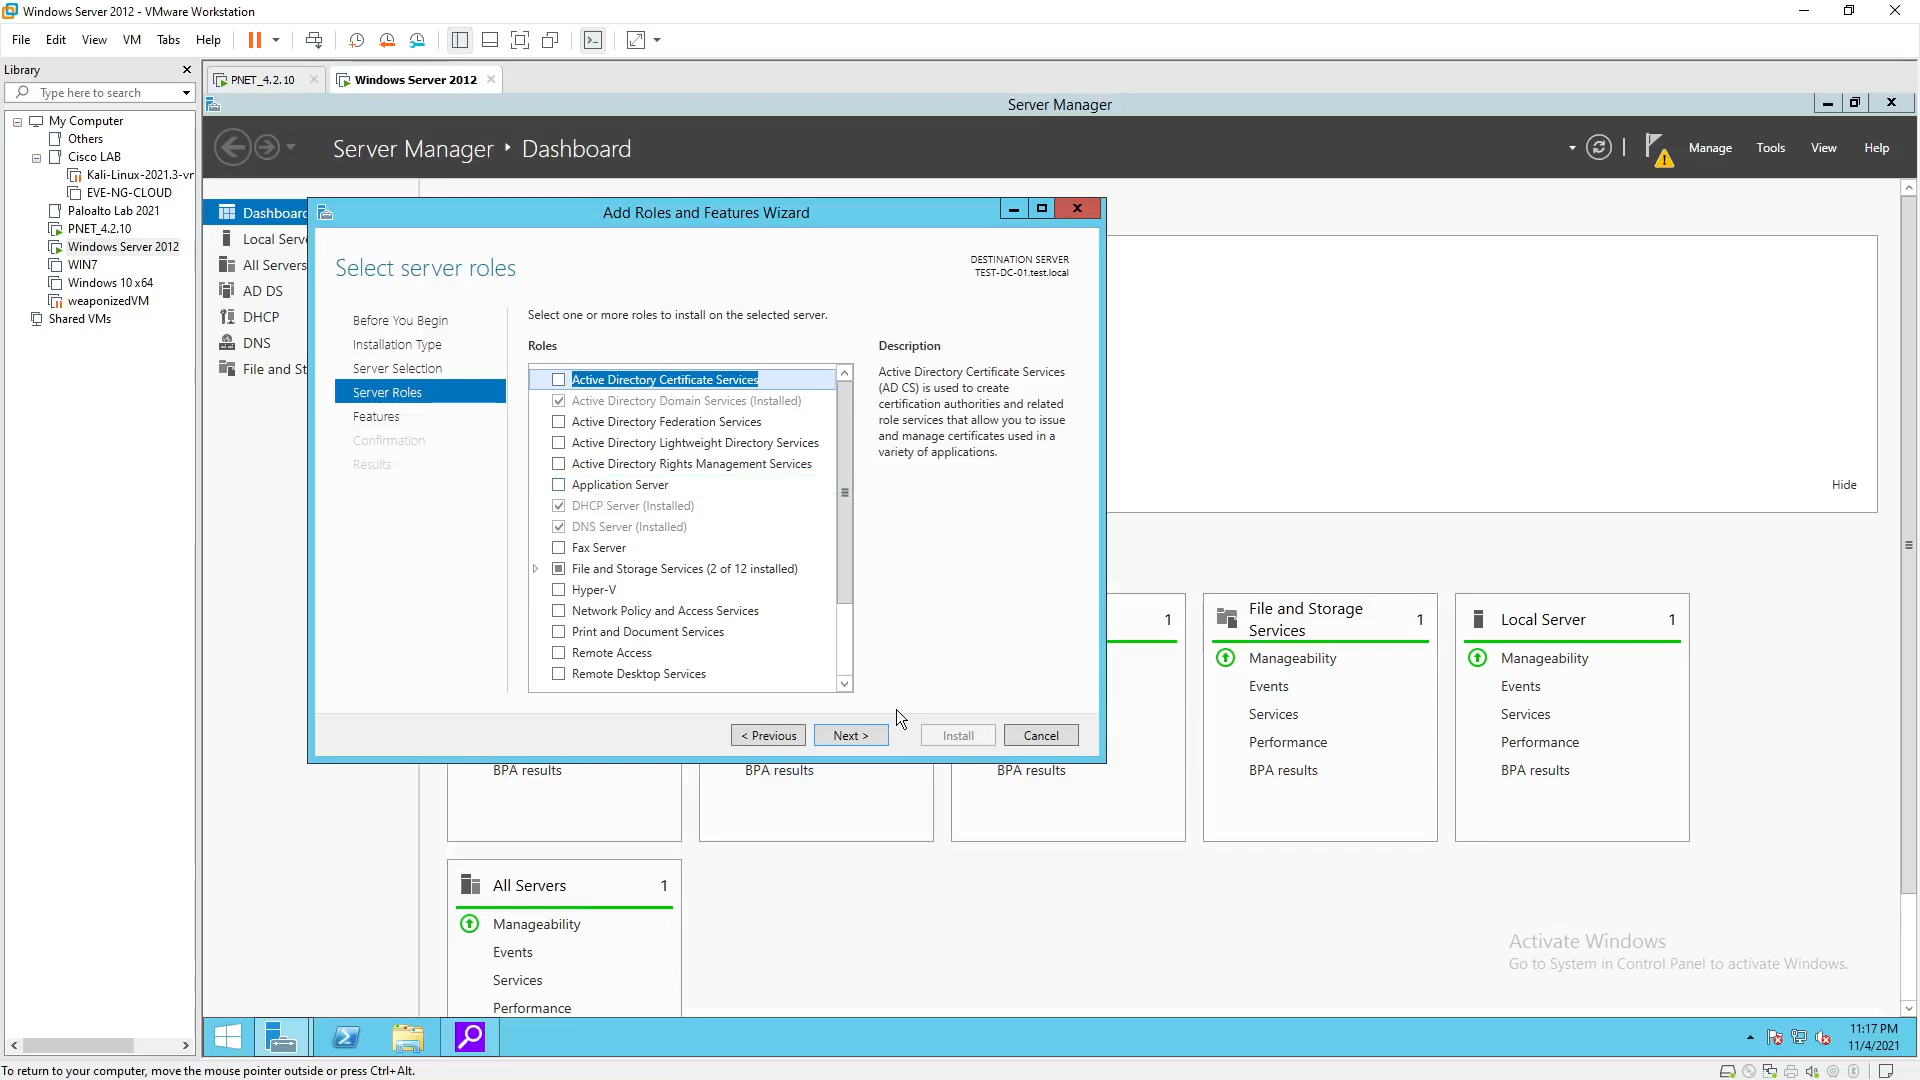 Windows Server 2012 - VMware Workstation
File Edit View VM Tabs Help
Library
Type here to search
My Computer
Others
Cisco LAB
Kali-Linux-2021.3-vr
EVE-NG-CLOUD
Paloalto Lab 2021
PNET_4.2.10
Windows Server 2012
WIN7
Windows 10 x64
weaponizedVM
Shared VMs
PNET_4.2.10
Windows Server 2012
Server Manager
Server Manager ‣ Dashboard
Manage Tools View Help
Dashboard
Local Serv
All Servers
AD DS
DHCP
DNS
File and St
Add Roles and Features Wizard
Select server roles
DESTINATION SERVER
TEST-DC-01.test.local
Before You Begin
Installation Type
Server Selection
Server Roles
Features
Confirmation
Results
Select one or more roles to install on the selected server.
Roles
Active Directory Certificate Services
Active Directory Domain Services (Installed)
Active Directory Federation Services
Active Directory Lightweight Directory Services
Active Directory Rights Management Services
Application Server
DHCP Server (Installed)
DNS Server (Installed)
Fax Server
File and Storage Services (2 of 12 installed)
Hyper-V
Network Policy and Access Services
Print and Document Services
Remote Access
Remote Desktop Services
Description
Active Directory Certificate Services
(AD CS) is used to create
certification authorities and related
role services that allow you to issue
and manage certificates used in a
variety of applications.
< Previous
Next >
Install
Cancel
Hide
1
File and Storage
Services
1
Manageability
Events
Services
Performance
BPA results
Local Server
1
Manageability
Events
Services
Performance
BPA results
BPA results
BPA results
BPA results
All Servers
1
Manageability
Events
Services
Performance
Activate Windows
Go to System in Control Panel to activate Windows.
11:17 PM
11/4/2021
To return to your computer, move the mouse pointer outside or press Ctrl+Alt.